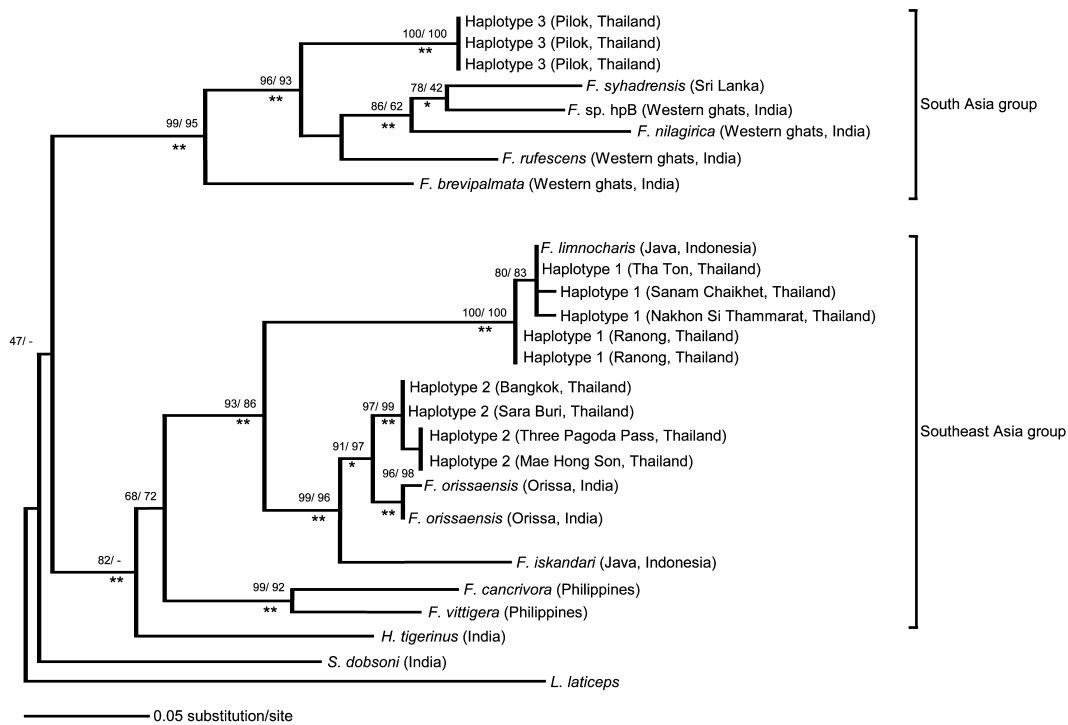 Haplotype 3 (Pilok, Thailand)
100/ 100
Haplotype 3 (Pilok, Thailand)
**
Haplotype 3 (Pilok, Thailand)
96/ 93
**
78/ 42
F. syhadrensis (Sri Lanka)
*
86/ 62
F. sp. hpB (Western ghats, India)
**
F. nilagirica (Western ghats, India)
99/ 95
**
F. rufescens (Western ghats, India)
F. brevipalmata (Western ghats, India)
South Asia group
F. limnocharis (Java, Indonesia)
80/ 83
Haplotype 1 (Tha Ton, Thailand)
Haplotype 1 (Sanam Chaikhet, Thailand)
100/ 100
Haplotype 1 (Nakhon Si Thammarat, Thailand)
**
Haplotype 1 (Ranong, Thailand)
Haplotype 1 (Ranong, Thailand)
47/ -
Haplotype 2 (Bangkok, Thailand)
93/ 86
**
97/ 99
Haplotype 2 (Sara Buri, Thailand)
**
Haplotype 2 (Three Pagoda Pass, Thailand)
91/ 97
*
Haplotype 2 (Mae Hong Son, Thailand)
96/ 98
F. orissaensis (Orissa, India)
**
68/ 72
99/ 96
**
F. orissaensis (Orissa, India)
F. iskandari (Java, Indonesia)
82/ -
**
99/ 92
F. cancrivora (Philippines)
**
F. vittigera (Philippines)
H. tigerinus (India)
Southeast Asia group
S. dobsoni (India)
L. laticeps
0.05 substitution/site